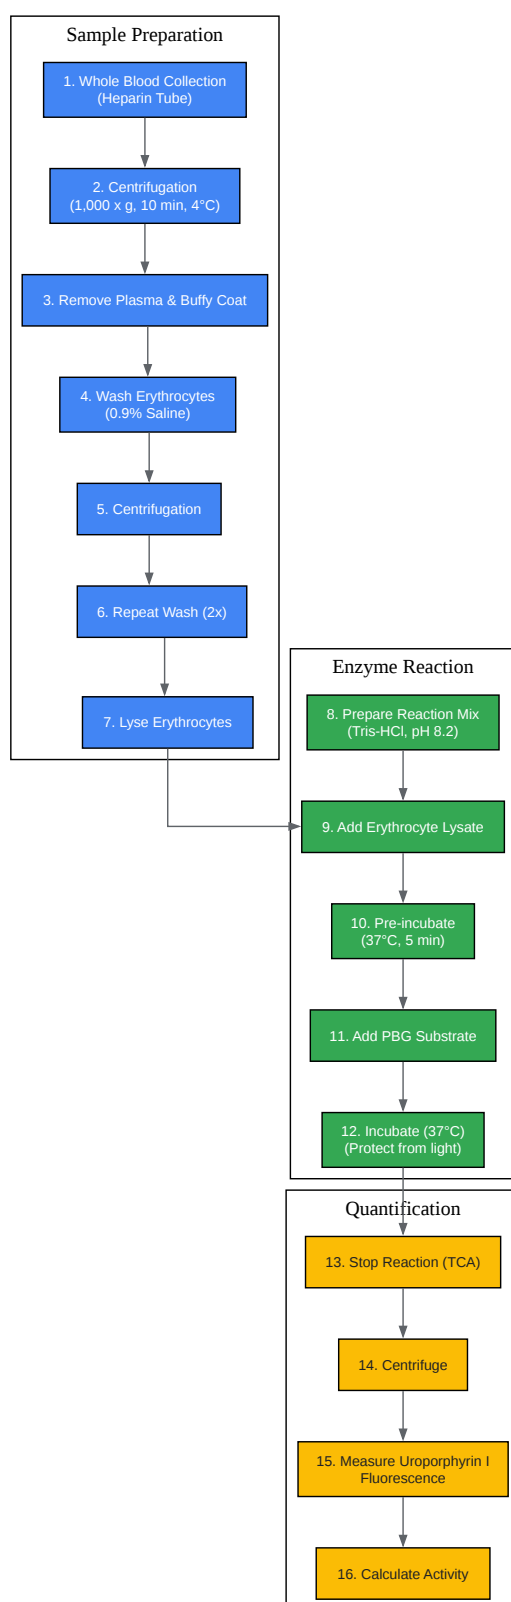 Sample Preparation
1. Whole Blood Collection
(Heparin Tube)
2. Centrifugation
(1,000 x g, 10 min, 4°C)
3. Remove Plasma & Buffy Coat
4. Wash Erythrocytes
(0.9% Saline)
5. Centrifugation
6. Repeat Wash (2x)
7. Lyse Erythrocytes
Enzyme Reaction
8. Prepare Reaction Mix
(Tris-HCl, pH 8.2)
9. Add Erythrocyte Lysate
10. Pre-incubate
(37°C, 5 min)
11. Add PBG Substrate
12. Incubate (37°C)
(Protect from light)
Quantification
13. Stop Reaction (TCA)
14. Centrifuge
15. Measure Uroporphyrin I
Fluorescence
16. Calculate Activity